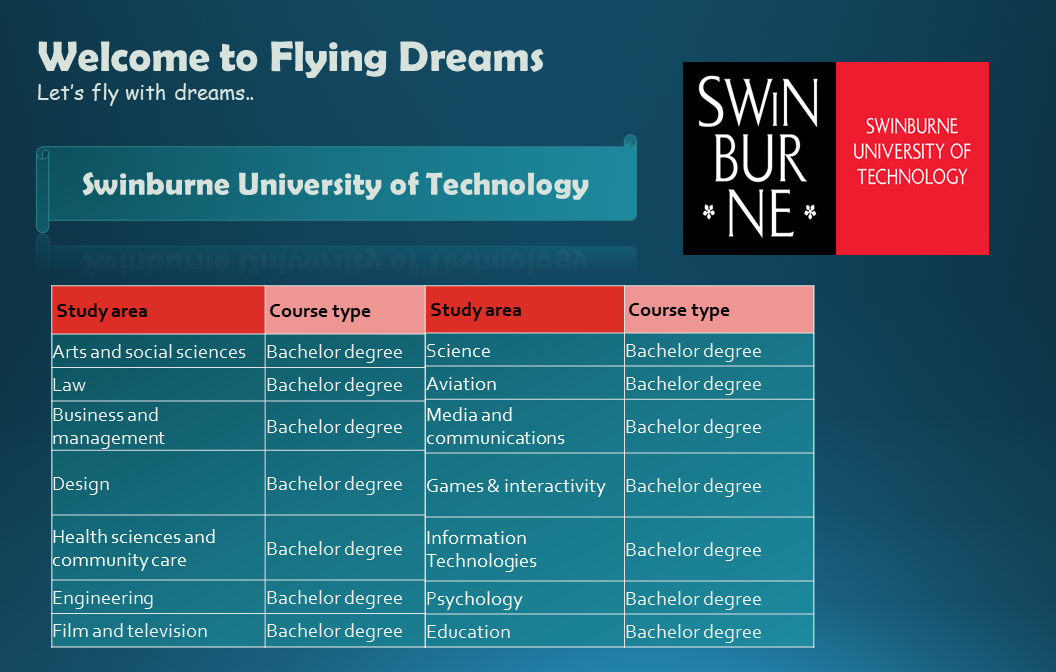 Welcome to Flying Dreams
Let's fly with dreams..
SWiN
BUR
NE
SWINBURNE
UNIVERSITY OF
TECHNOLOGY
Swinburne University of Technology
Study area Course type Study area Course type
Arts and social sciences Bachelor degree Science Bachelor degree
Law Bachelor degree Aviation Bachelor degree
Business and
management Bachelor degree Media and
communications Bachelor degree
Design Bachelor degree Games & interactivity Bachelor degree
Health sciences and
community care Bachelor degree Information
Technologies Bachelor degree
Engineering Bachelor degree Psychology Bachelor degree
Film and television Bachelor degree Education Bachelor degree